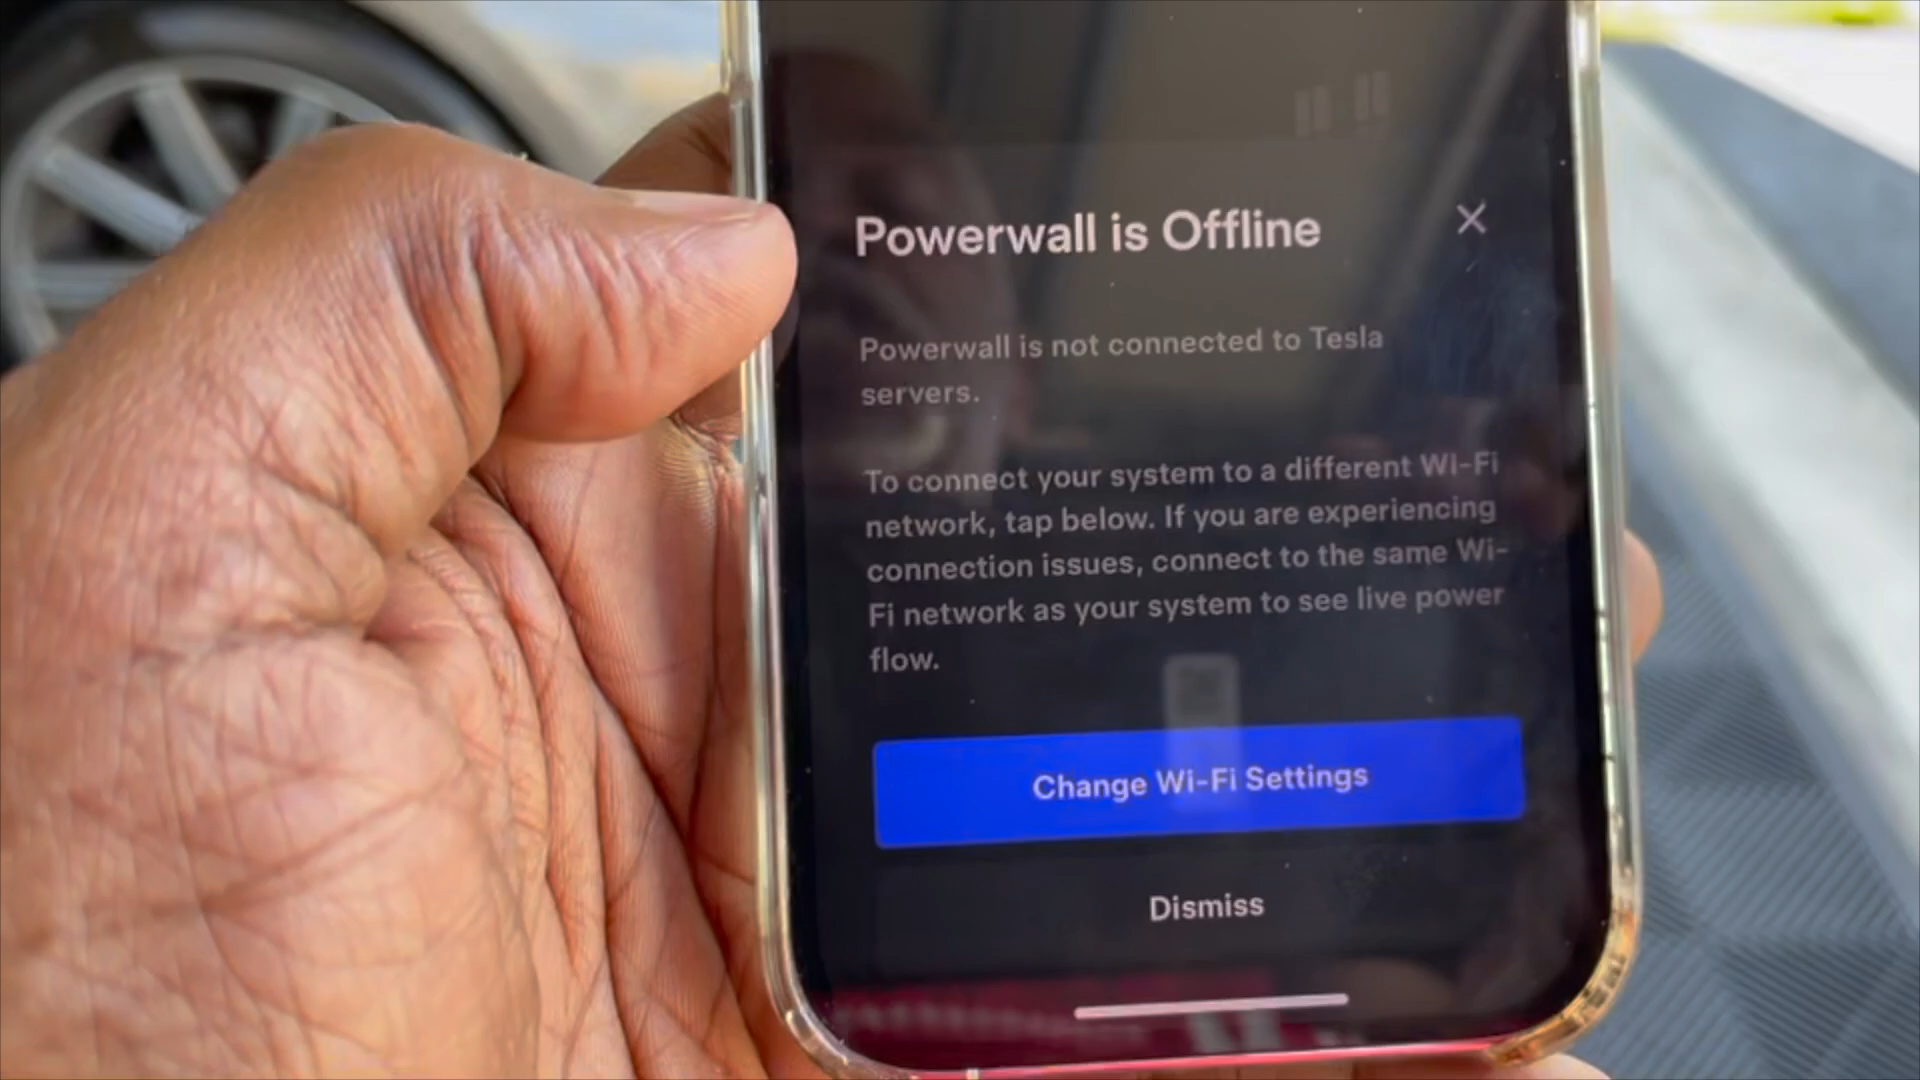 Powerwall is Offline
Powerwall is not connected to Tesla
servers.
To connect your system to a different WI-Fi
network, tap below. If you are experiencing
connection issues, connect to the same Wi-
Fi network as your system to see live power
flow.
Change Wi-Fi Settings
Dismiss